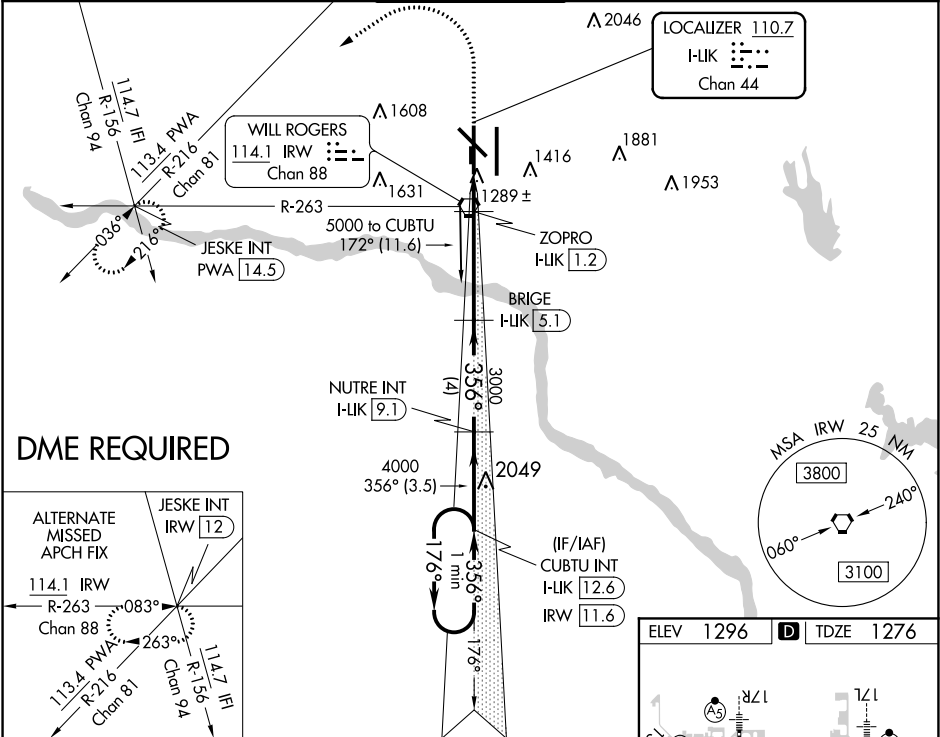 2046
LOCALIZER 110.7
I-LIK
Chan 44
114.7 IFI
R-156
Chan 94
113.4 PWA
R-216
Chan 81
1608
WILL ROGERS
114.1 IRW
Chan 88
1631
1416
1881
1953
1289 ±
R-263
5000 to CUBTU
172° (11.6)
ZOPRO
I-LIK 1.2
036°
216°
JESKE INT
PWA 14.5
BRIGE
I-LIK 5.1
3000
356°
(4)
NUTRE INT
I-LIK 9.1
DME REQUIRED
4000
356° (3.5)
2049
MSA IRW 25 NM
3800
240°
060°
3100
(IF/IAF)
CUBTU INT
I-LIK 12.6
IRW 11.6
176°
1 min
356°
176°
ALTERNATE
MISSED
APCH FIX
JESKE INT
IRW 12
114.1 IRW
R-263
Chan 88
083°
263°
113.4 PWA
R-216
Chan 81
114.7 IFI
R-156
Chan 94
ELEV 1296 D TDZE 1276
A5
17R
17L